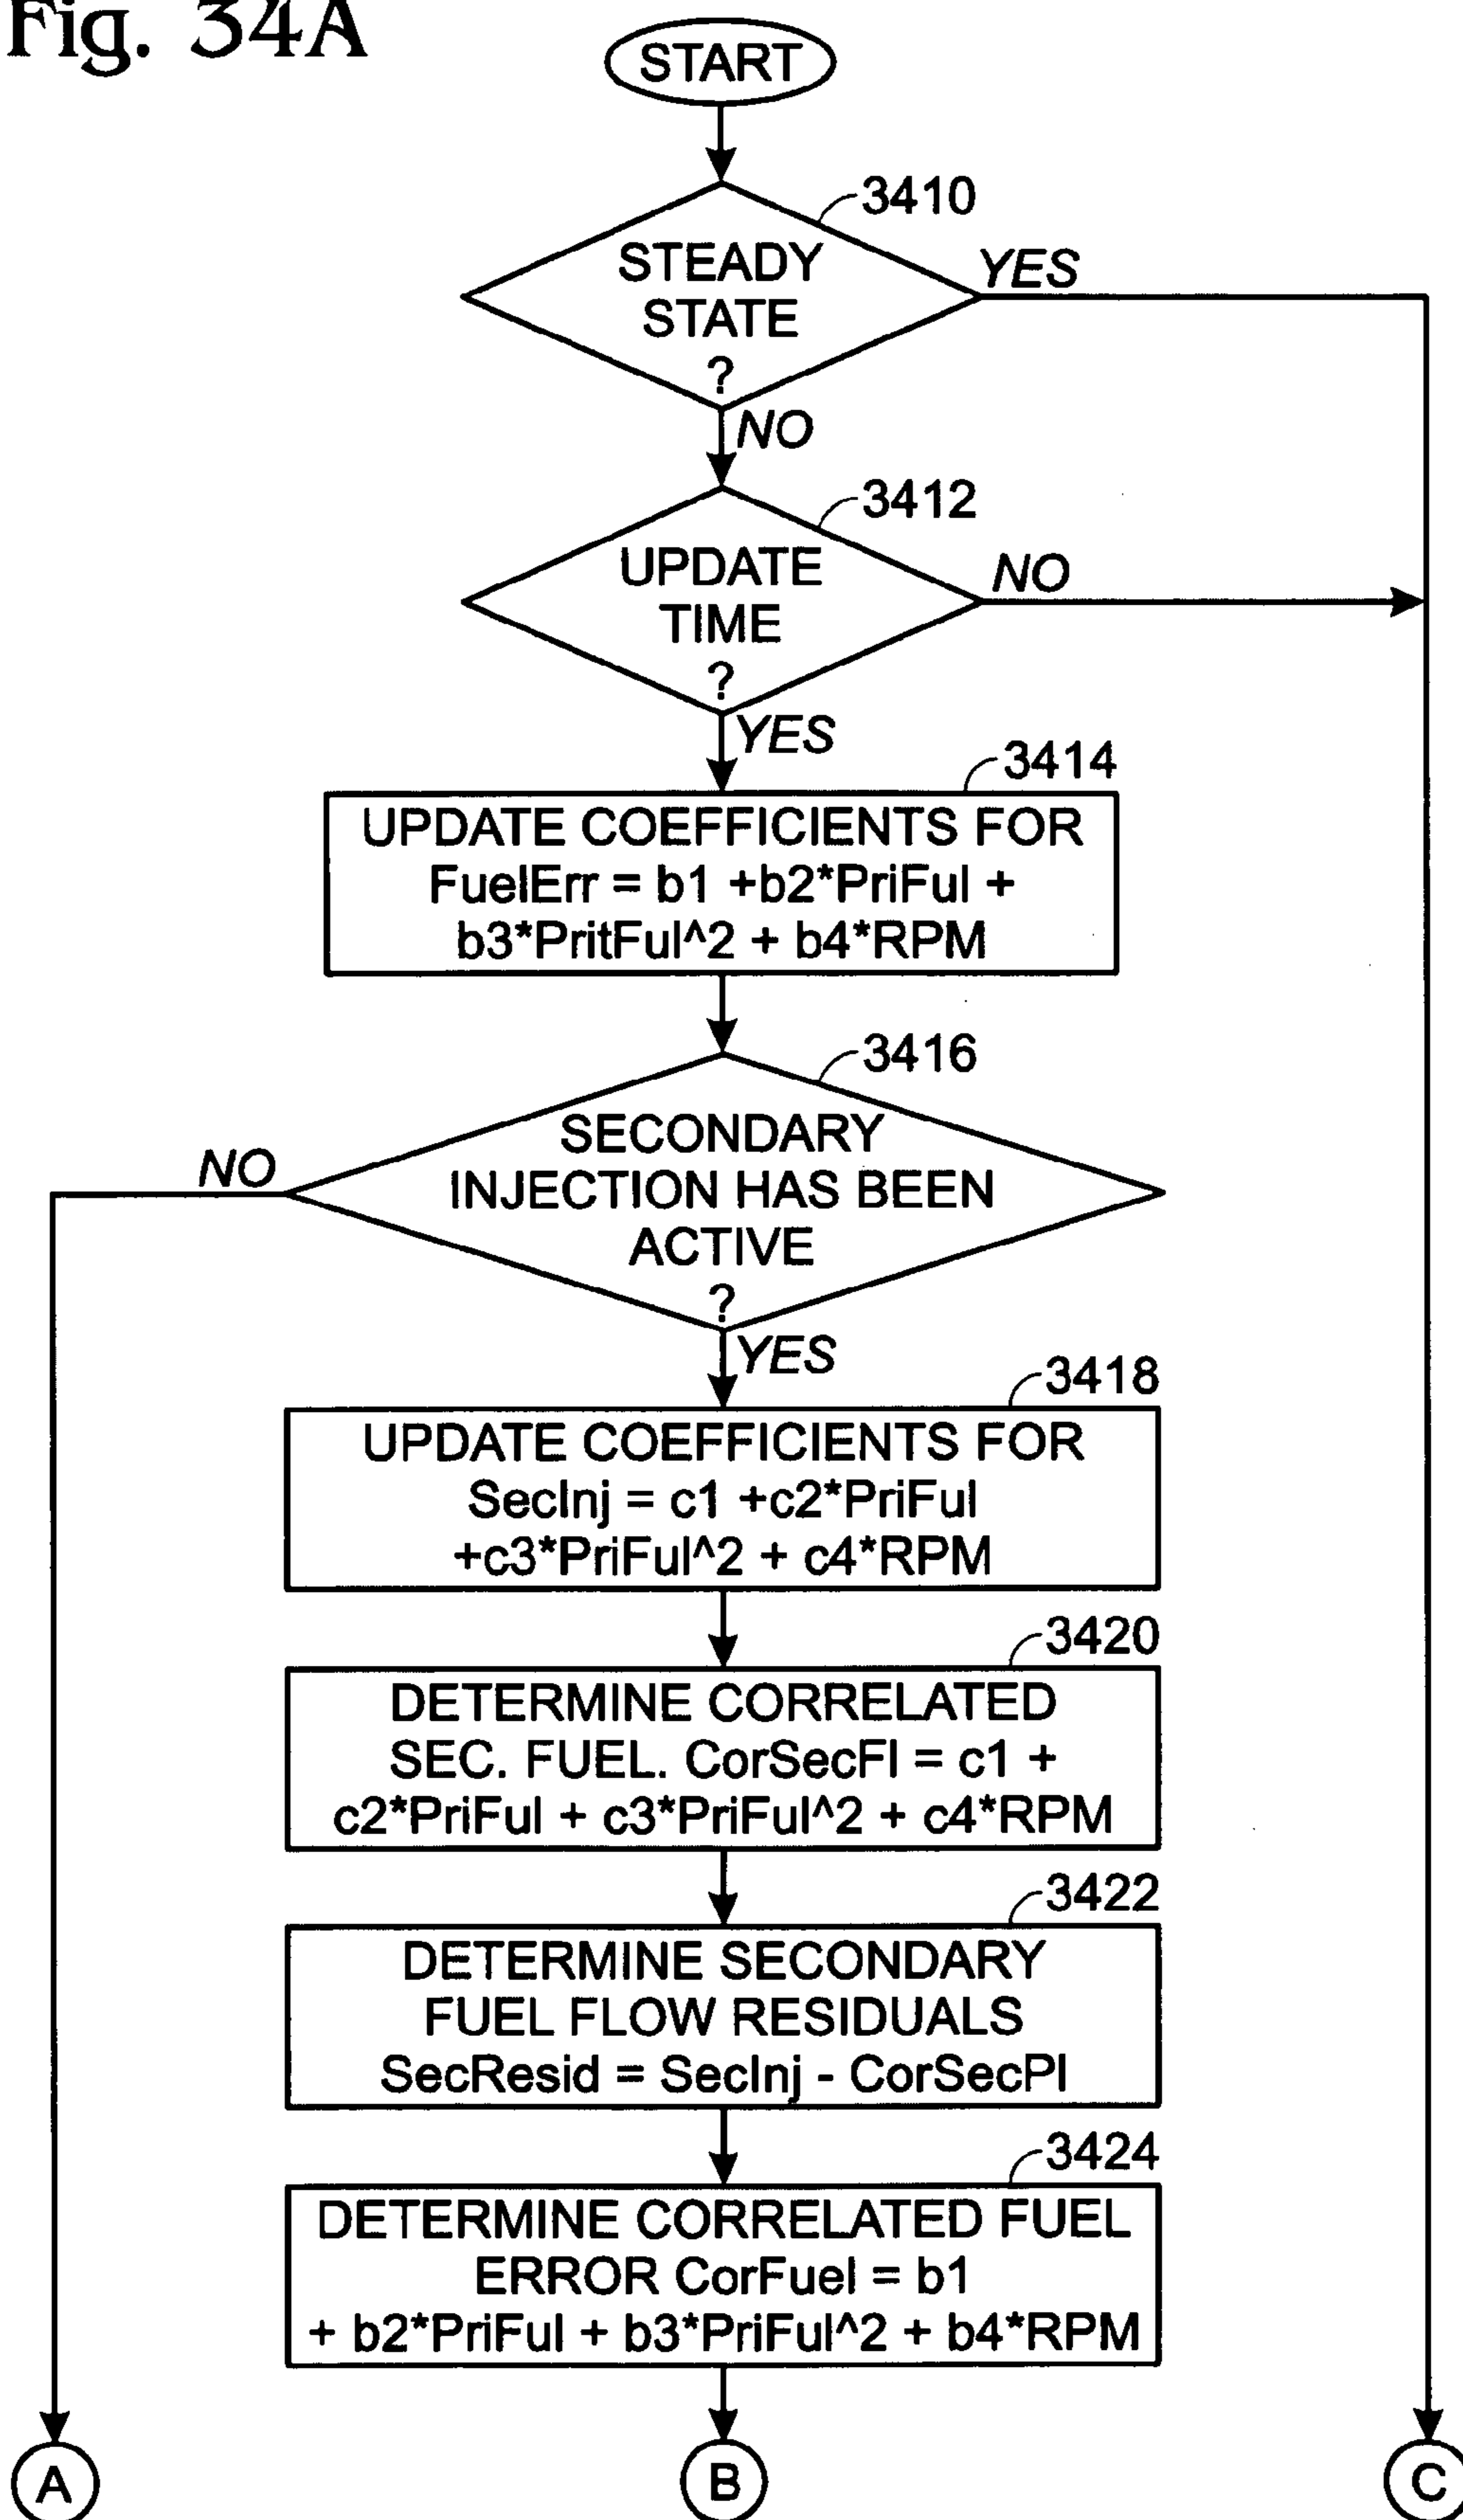 Fig. 34A
START
3410
STEADY
STATE
?
YES
NO
3412
UPDATE
TIME
?
NO
YES
3414
UPDATE COEFFICIENTS FOR
FuelErr = b1 +b2*PriFul +
b3*PritFul^2 + b4*RPM
3416
SECONDARY
INJECTION HAS BEEN
ACTIVE
?
NO
YES
3418
UPDATE COEFFICIENTS FOR
SecInj = c1 +c2*PriFul
+c3*PriFul^2 + c4*RPM
3420
DETERMINE CORRELATED
SEC. FUEL. CorSecFl = c1 +
c2*PriFul + c3*PriFul^2 + c4*RPM
3422
DETERMINE SECONDARY
FUEL FLOW RESIDUALS
SecResid = SecInj - CorSecPl
3424
DETERMINE CORRELATED FUEL
ERROR CorFuel = b1
+ b2*PriFul + b3*PriFul^2 + b4*RPM
A
B
C